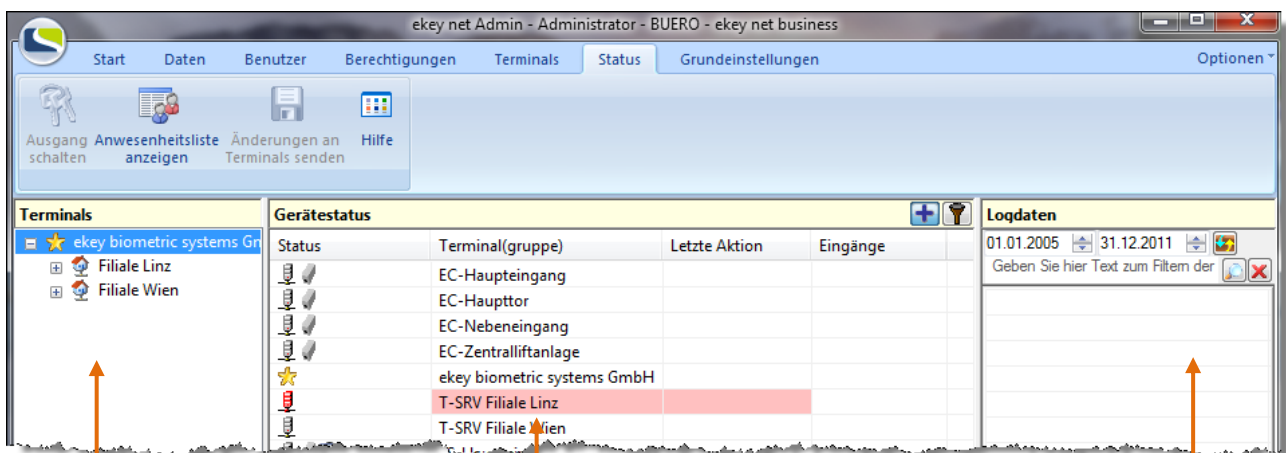 ekey net Admin - Administrator - BUERO - ekey net business
Start Daten Benutzer Berechtigungen Terminals Status Grundeinstellungen Optionen
Ausgang schalten
Anwesenheitsliste anzeigen
Änderungen an Terminals senden
Hilfe
Terminals
ekey biometric systems Gn
Filiale Linz
Filiale Wien
Gerätestatus
Status Terminal(gruppe) Letzte Aktion Eingänge
EC-Haupteingang
EC-Haupttor
EC-Nebeneingang
EC-Zentralliftanlage
ekey biometric systems GmbH
T-SRV Filiale Linz
T-SRV Filiale Wien
Logdaten
01.01.2005 31.12.2011
Geben Sie hier Text zum Filtern der